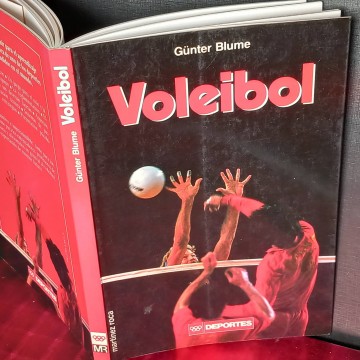 Günter Blume
Voleibol
martínez roca
DEPORTES
Günter Blume
Voleibol
MR